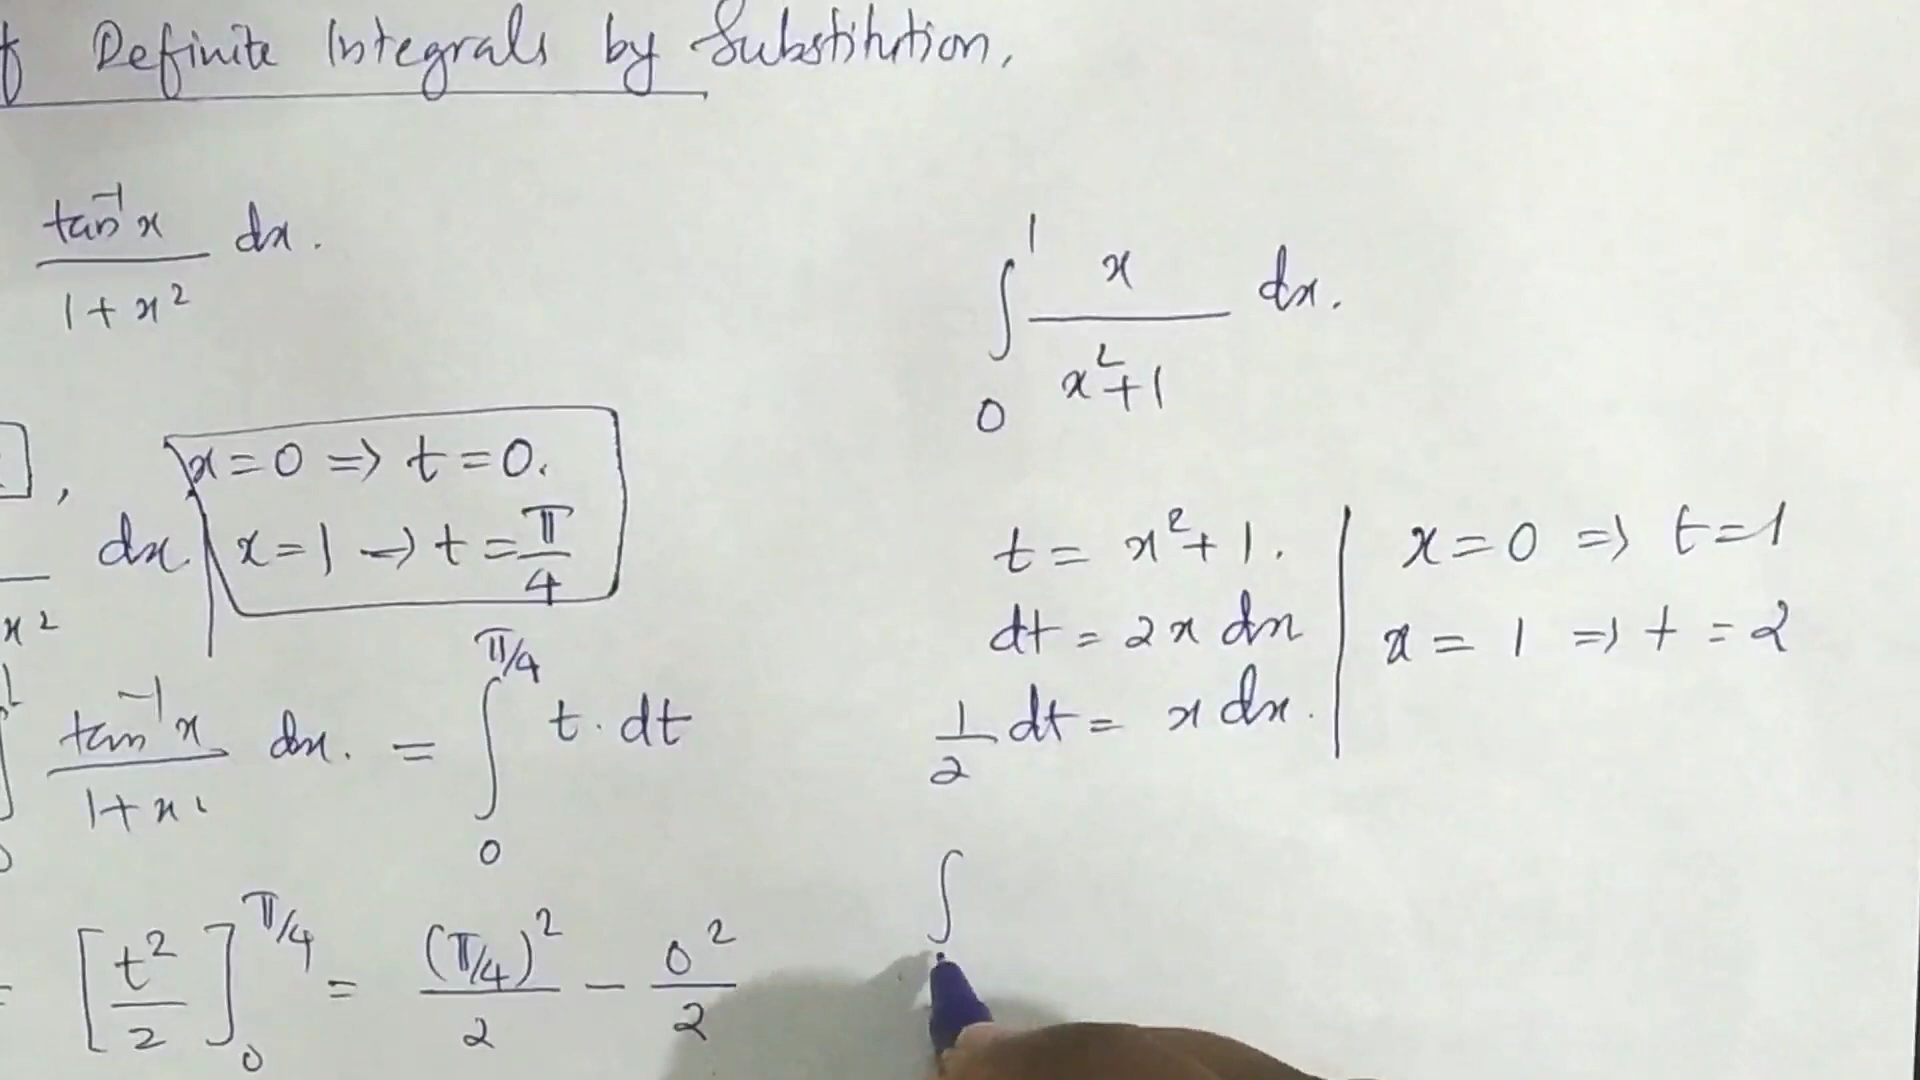 f Definite Integrals by Substitution.
tan⁻¹x / 1+x² dx.
x=0 => t=0.
, dx x=1 -> t=π/4
x²
tan⁻¹x / 1+x² dx. = ∫₀^(π/4) t.dt
= [t²/2]₀^(π/4) = (π/4)²/2 - 0²/2
∫₀¹ x / x²+1 dx.
t = x²+1. | x=0 => t=1
dt = 2x dx | x = 1 => t = 2
1/2 dt = x dx.
∫